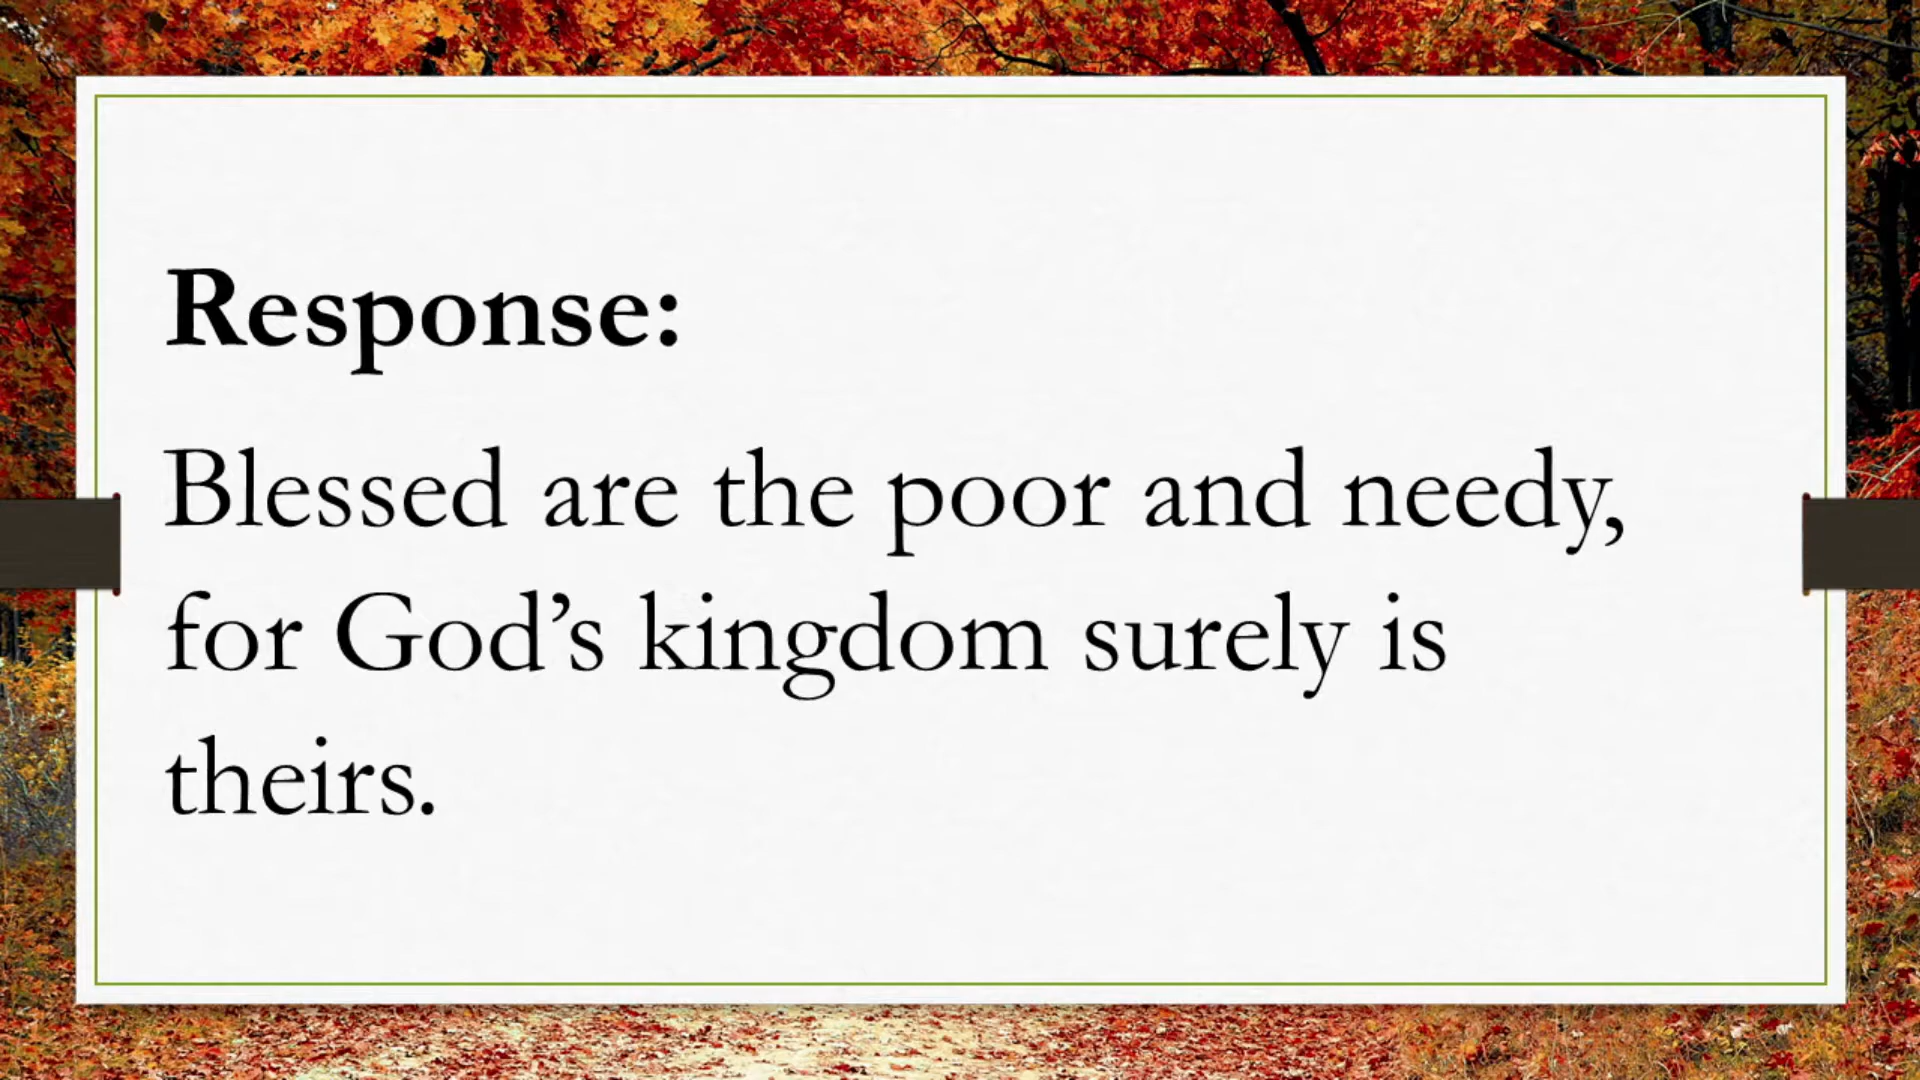 Response:
Blessed are the poor and needy,
for God’s kingdom surely is
theirs.